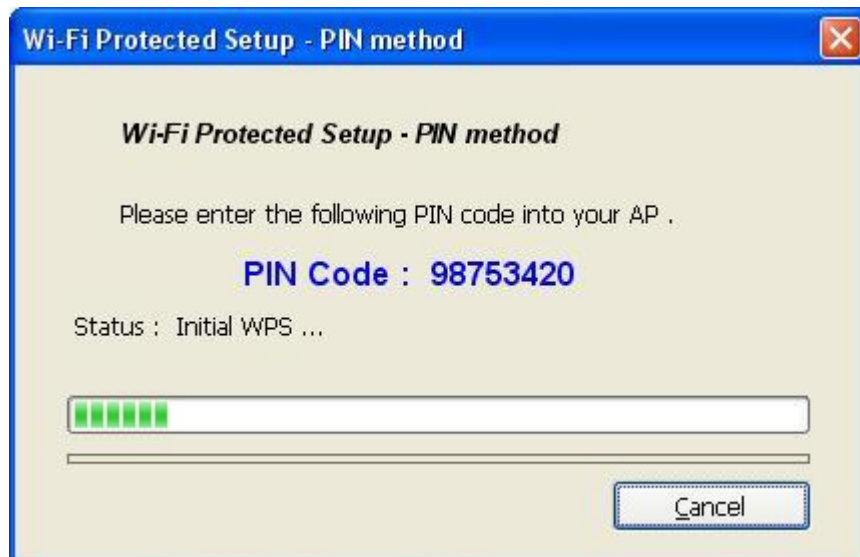 Wi-Fi Protected Setup - PIN method
Wi-Fi Protected Setup - PIN method
Please enter the following PIN code into your AP .
PIN Code : 98753420
Status : Initial WPS ...
Cancel